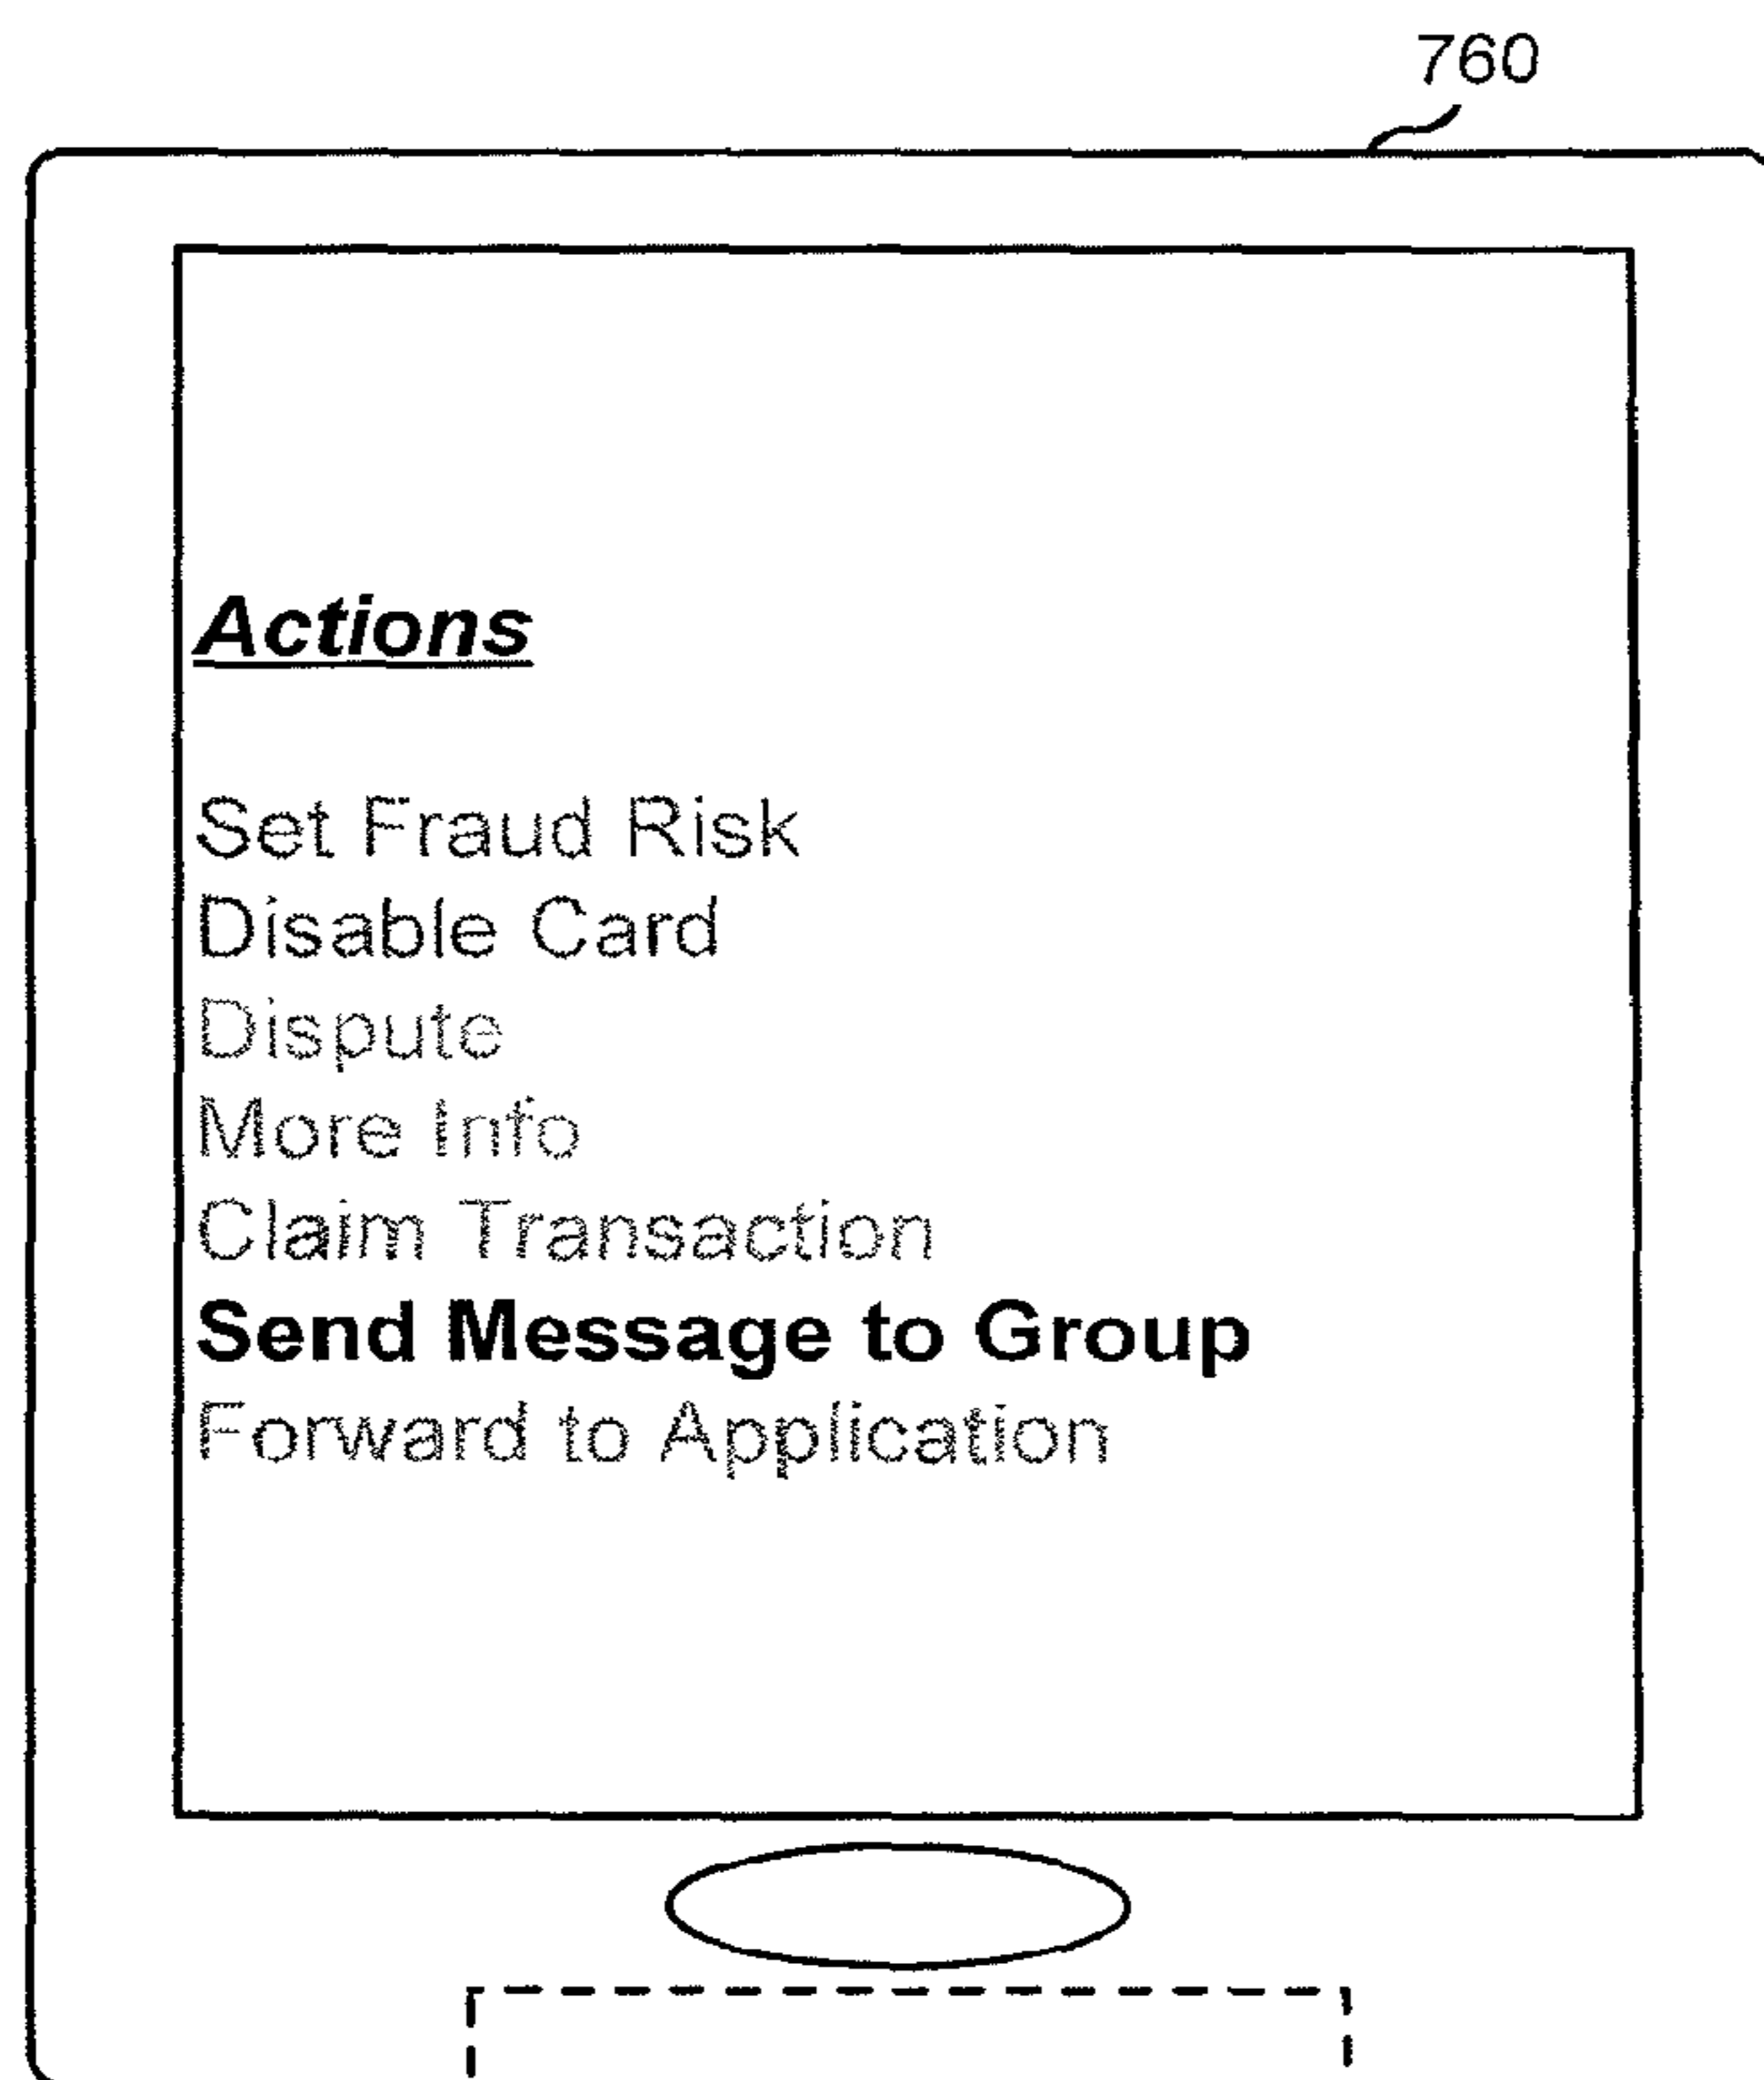 760
Actions
Set Fraud Risk
Disable Card
Dispute
More Info
Claim Transaction
Send Message to Group
Forward to Application